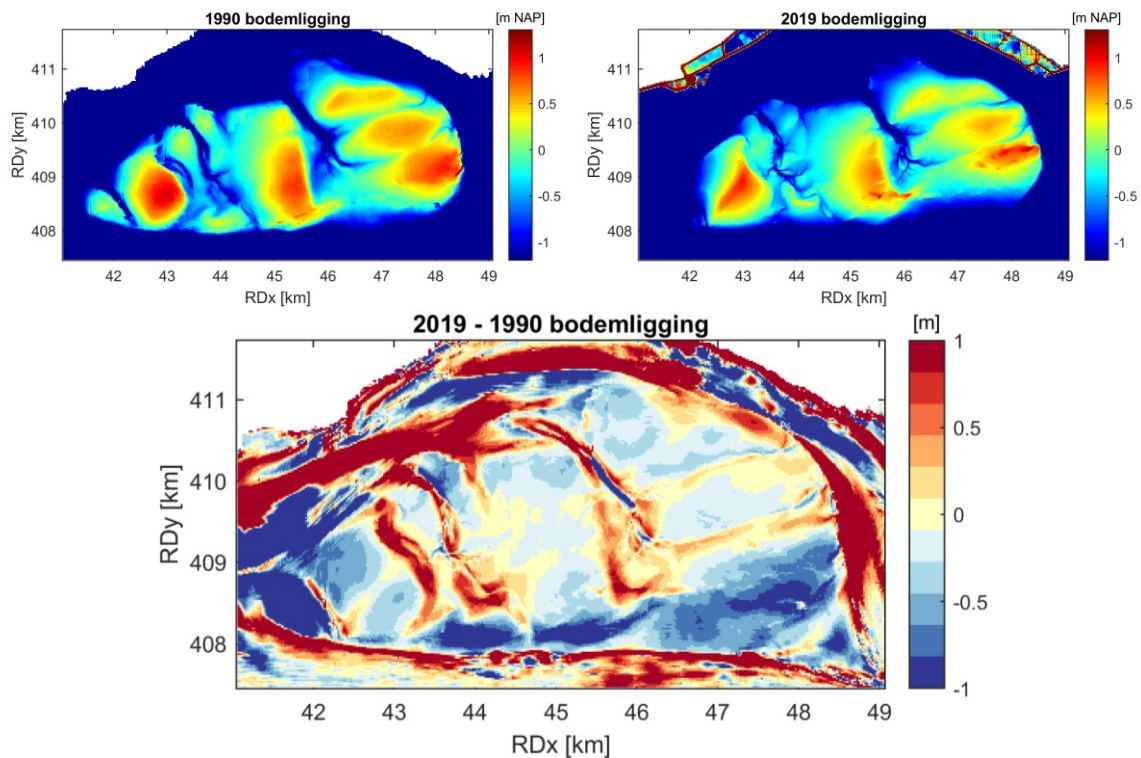 1990 bodemligging
[m NAP]
411
410
409
408
RDy [km]
42 43 44 45 46 47 48 49
RDx [km]
1
0.5
0
-0.5
-1
2019 bodemligging
[m NAP]
411
410
409
408
RDy [km]
42 43 44 45 46 47 48 49
RDx [km]
1
0.5
0
-0.5
-1
2019 - 1990 bodemligging
[m]
411
410
409
408
RDy [km]
42 43 44 45 46 47 48 49
RDx [km]
1
0.5
0
-0.5
-1